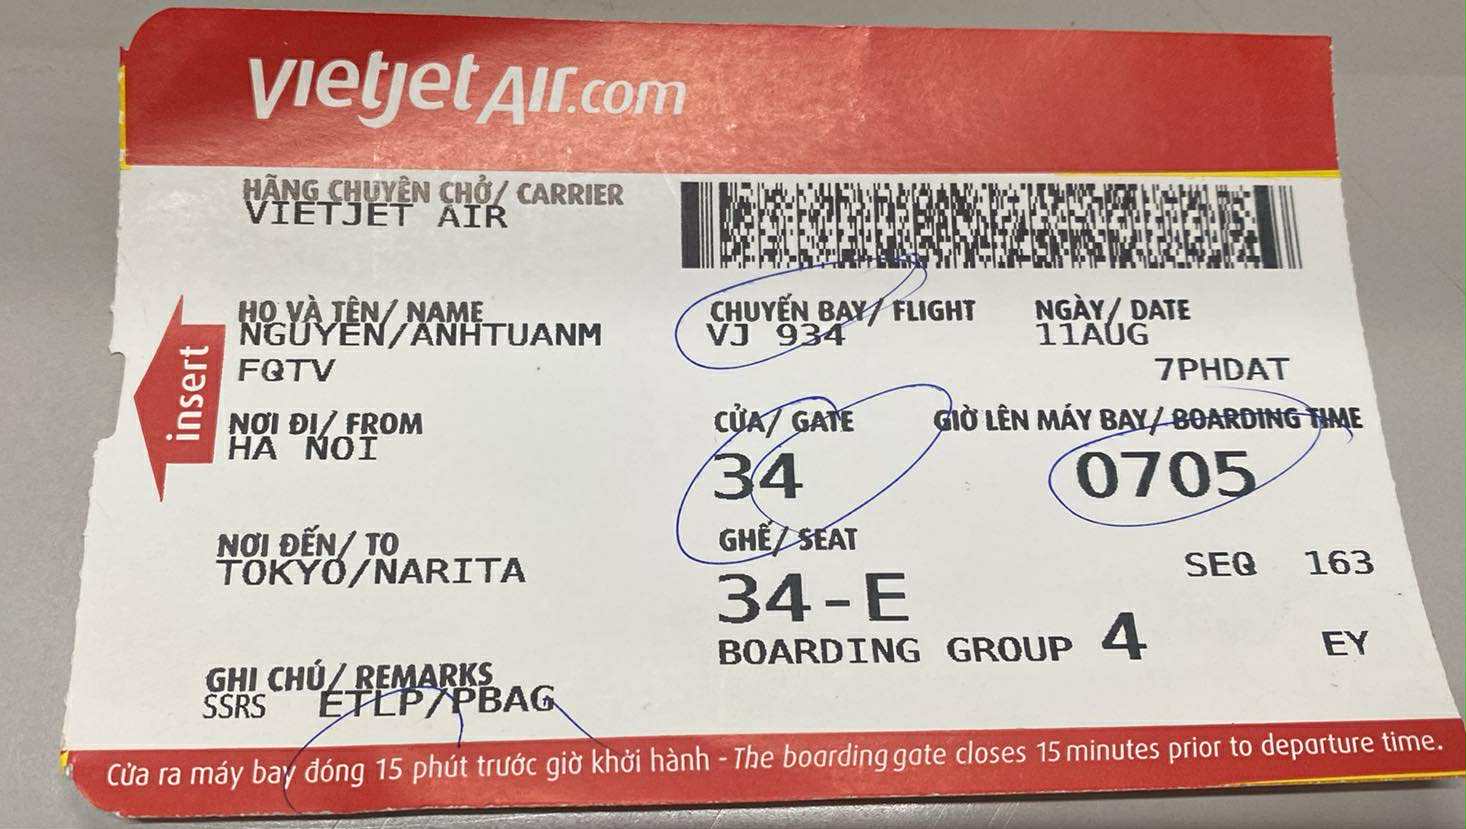 vietjet Air.com
HÃNG CHUYÊN CHỞ/ CARRIER
VIETJET AIR
HỌ VÀ TÊN/ NAME
NGUYEN/ANHTUANM
FQTV
NƠI ĐI/ FROM
HA NOI
NƠI ĐẾN/ TO
TOKYO/NARITA
GHI CHÚ/ REMARKS
SSRS ETLP/PBAG
CHUYẾN BAY/ FLIGHT
VJ 934
NGÀY/ DATE
11AUG
7PHDAT
CỬA/ GATE
34
GIỜ LÊN MÁY BAY/ BOARDING TIME
0705
GHẾ/ SEAT
34-E
SEQ 163
BOARDING GROUP 4
EY
insert
Cửa ra máy bay đóng 15 phút trước giờ khởi hành - The boarding gate closes 15 minutes prior to departure time.